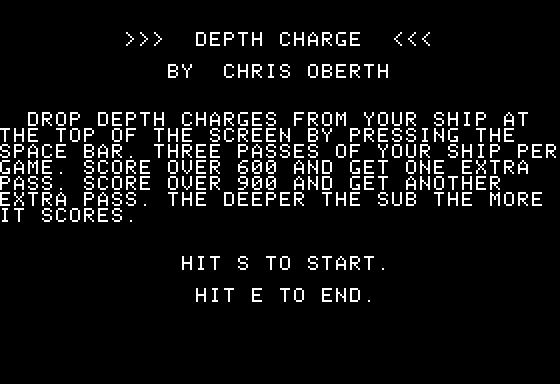 >>> DEPTH CHARGE <<<
BY CHRIS OBERTH
DROP DEPTH CHARGES FROM YOUR SHIP AT
THE TOP OF THE SCREEN BY PRESSING THE
SPACE BAR. THREE PASSES OF YOUR SHIP PER
GAME. SCORE OVER 600 AND GET ONE EXTRA
PASS. SCORE OVER 900 AND GET ANOTHER
EXTRA PASS. THE DEEPER THE SUB THE MORE
IT SCORES.
HIT S TO START.
HIT E TO END.